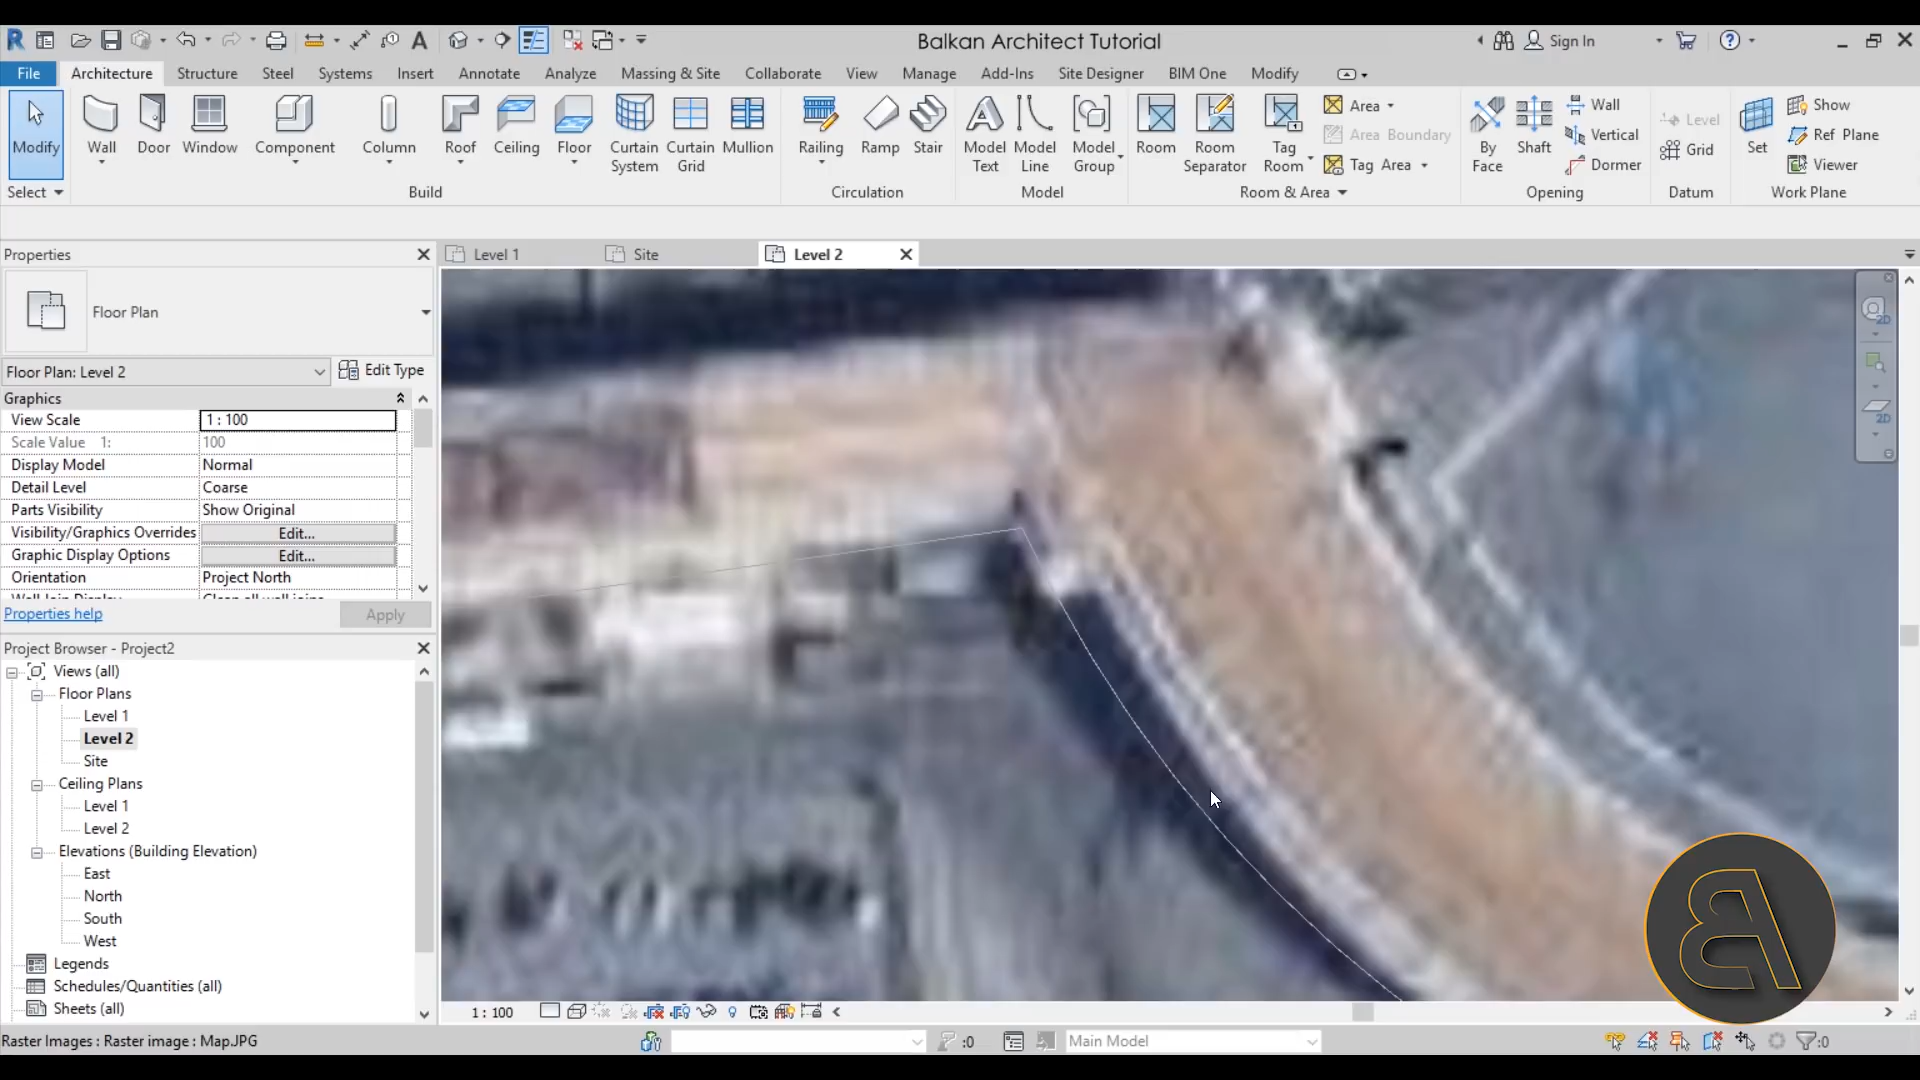 Balkan Architect Tutorial
Sign In
File Architecture Structure Steel Systems Insert Annotate Analyze Massing & Site Collaborate View Manage Add-Ins Site Designer BIM One Modify
Modify Wall Door Window Component Column Roof Ceiling Floor Curtain System Curtain Grid Mullion Railing Ramp Stair Model Text Model Line Model Group Room Room Separator Tag Room Area Area Boundary Tag Area By Face Shaft Wall Vertical Dormer Level Grid Set Show Ref Plane Viewer
Select Build Circulation Model Room & Area Opening Datum Work Plane
Properties
Level 1 Site Level 2
Floor Plan
Floor Plan: Level 2 Edit Type
Graphics
View Scale 1 : 100
Scale Value 1: 100
Display Model Normal
Detail Level Coarse
Parts Visibility Show Original
Visibility/Graphics Overrides Edit...
Graphic Display Options Edit...
Orientation Project North
Properties help Apply
Project Browser - Project2
Views (all)
Floor Plans
Level 1
Level 2
Site
Ceiling Plans
Level 1
Level 2
Elevations (Building Elevation)
East
North
South
West
Legends
Schedules/Quantities (all)
Sheets (all)
1 : 100
Raster Images : Raster image : Map.JPG :0 Main Model :0